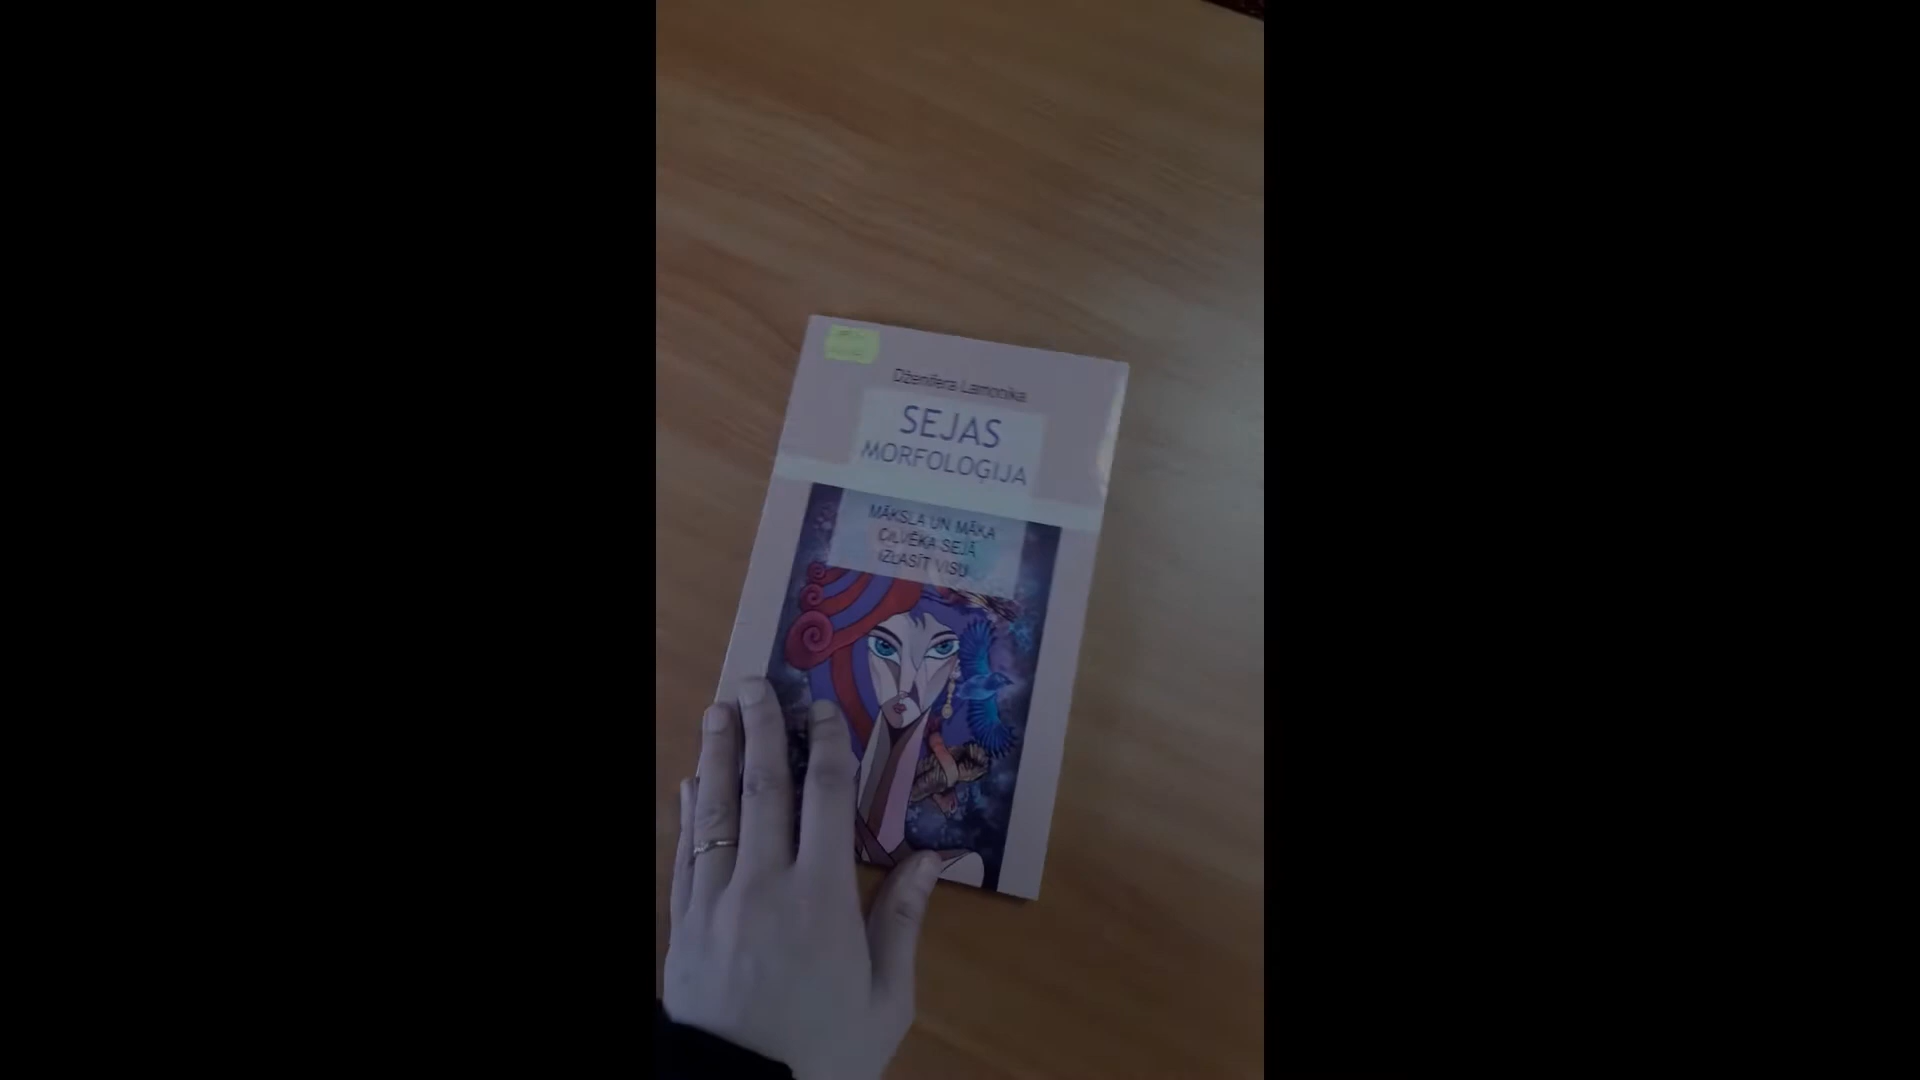 Dženifera Lamonika
SEJAS
MORFOLOĢIJA
MĀKSLA UN MĀKA
CILVĒKA SEJĀ
IZLASĪT VISU